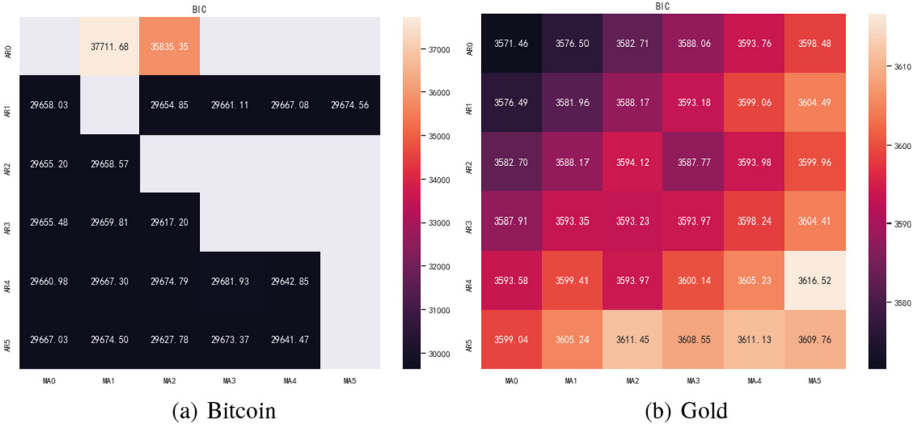 BIC
AR0 37711.68 35835.35
AR1 29658.03 29654.85 29661.11 29667.08 29674.56
AR2 29655.20 29658.57
AR3 29655.48 29659.81 29617.20
AR4 29660.98 29667.30 29674.79 29681.93 29642.85
AR5 29667.03 29674.50 29627.78 29673.37 29641.47
MA0 MA1 MA2 MA3 MA4 MA5
37000
36000
35000
34000
33000
32000
31000
30000
(a) Bitcoin
BIC
AR0 3571.46 3576.50 3582.71 3588.06 3593.76 3598.48
AR1 3576.49 3581.96 3588.17 3593.18 3599.06 3604.49
AR2 3582.70 3588.17 3594.12 3587.77 3593.98 3599.96
AR3 3587.91 3593.35 3593.23 3593.97 3598.24 3604.41
AR4 3593.58 3599.41 3593.97 3600.14 3605.23 3616.52
AR5 3599.04 3605.24 3611.45 3608.55 3611.13 3609.76
MA0 MA1 MA2 MA3 MA4 MA5
3610
3600
3590
3580
(b) Gold